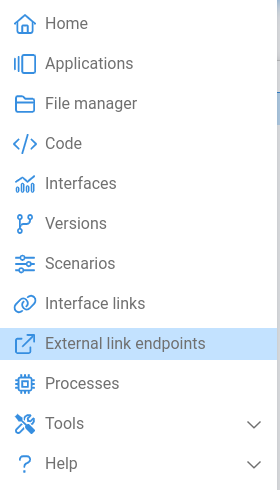 Home
Applications
File manager
Code
Interfaces
Versions
Scenarios
Interface links
External link endpoints
Processes
Tools
Help